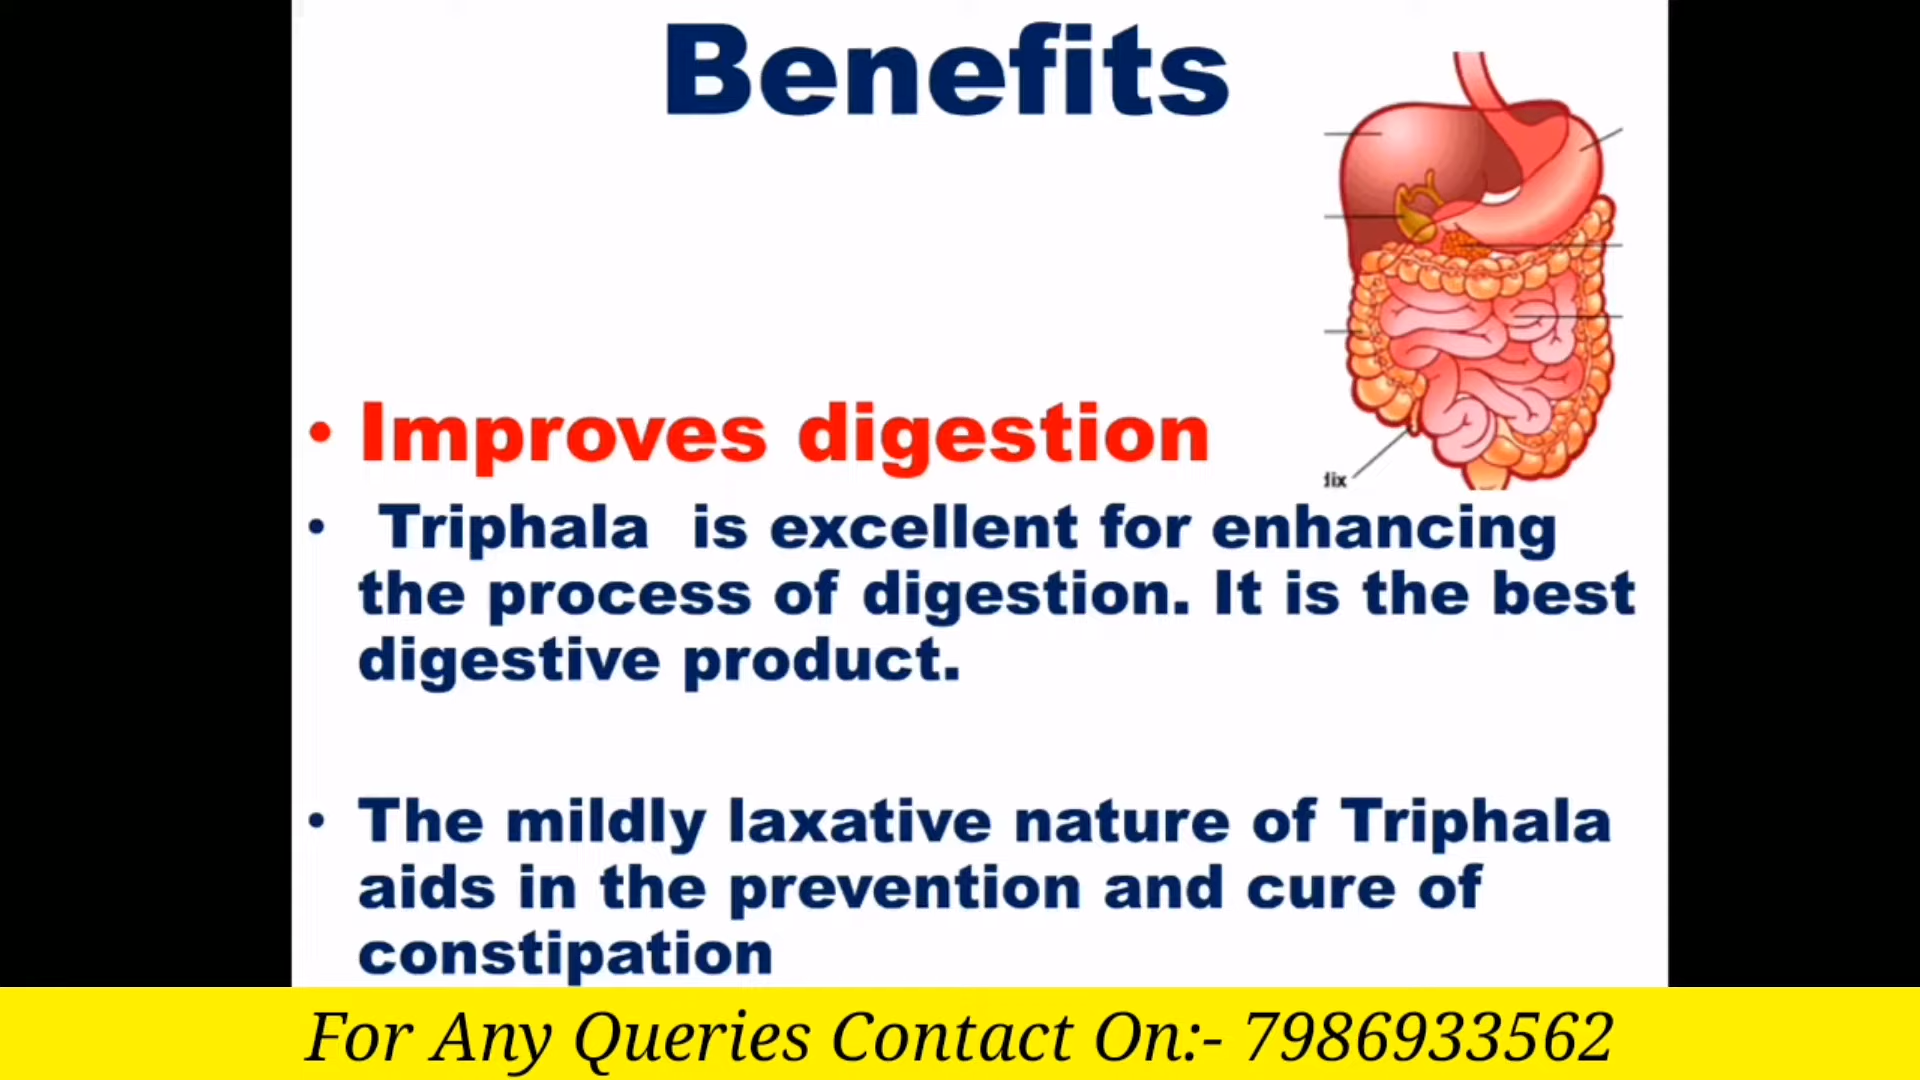 Benefits
• Improves digestion
• Triphala is excellent for enhancing
the process of digestion. It is the best
digestive product.
• The mildly laxative nature of Triphala
aids in the prevention and cure of
constipation
dix
For Any Queries Contact On:- 7986933562